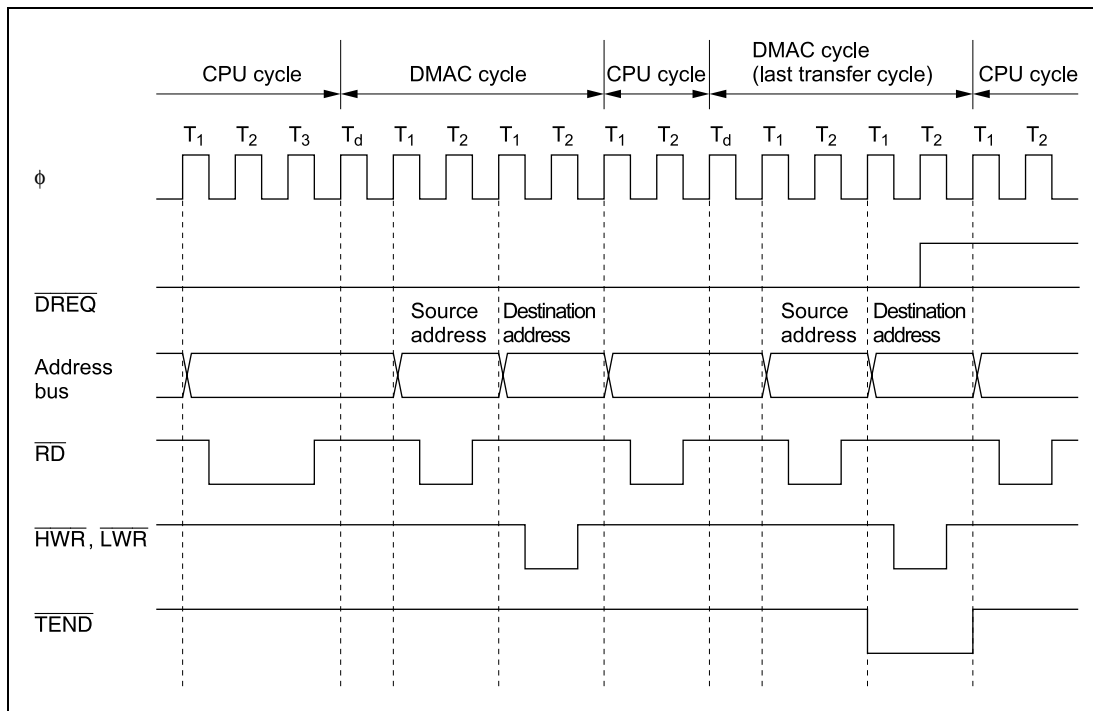 CPU cycle
DMAC cycle
CPU cycle
DMAC cycle
(last transfer cycle)
CPU cycle
T1 T2 T3 Td T1 T2 T1 T2 T1 T2 Td T1 T2 T1 T2 T1 T2
φ
DREQ
Source
address
Destination
address
Source
address
Destination
address
Address
bus
RD
HWR, LWR
TEND